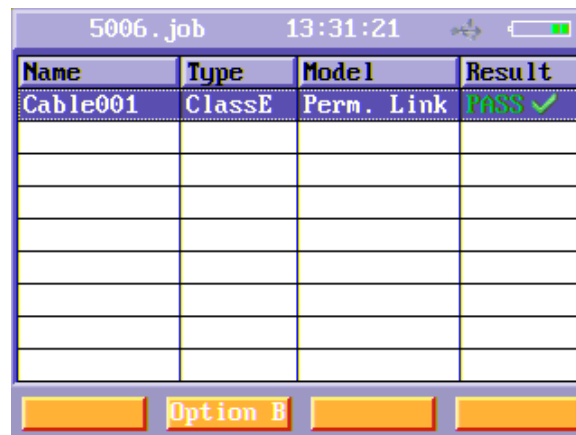 5006.job 13:31:21
Name Type Model Result
Cable001 ClassE Perm. Link PASS
Option B